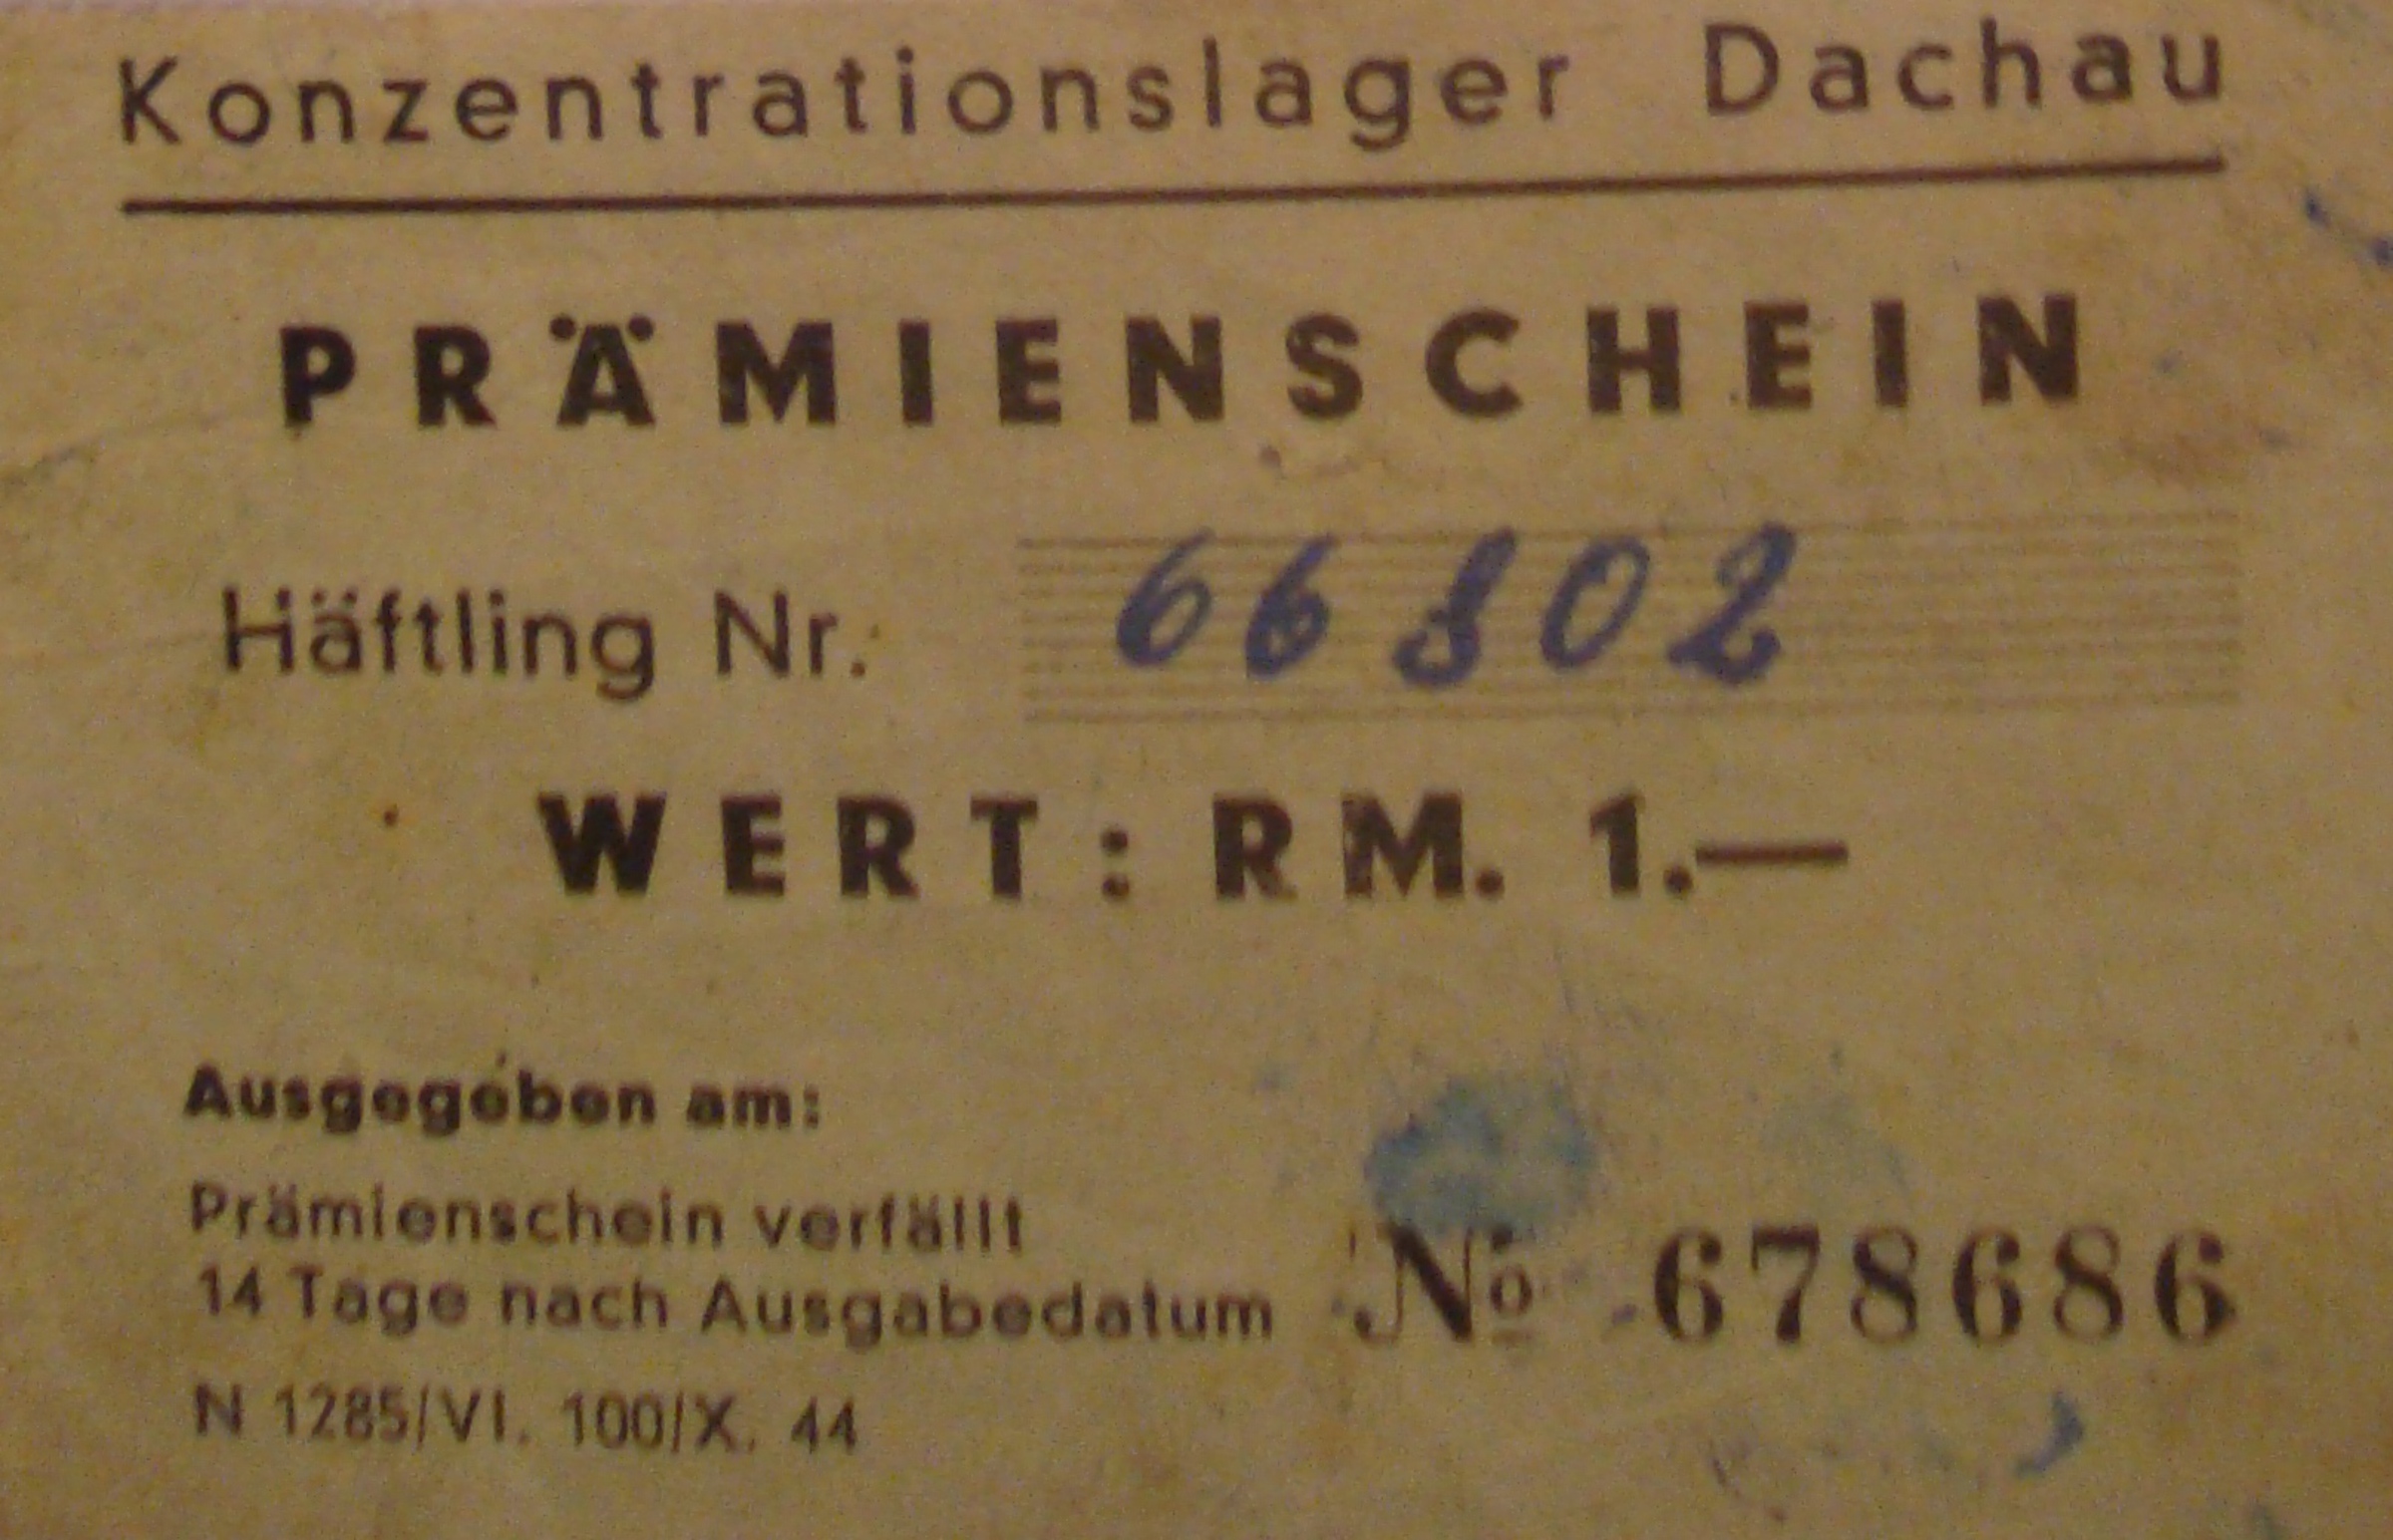 Konzentrationslager Dachau
PRÄMIENSCHEIN
Häftling Nr.: 66802
WERT: RM. 1.—
Ausgegeben am:
Prämienschein verfällt
14 Tage nach Ausgabedatum № 678686
N 1285/VI. 100/X. 44